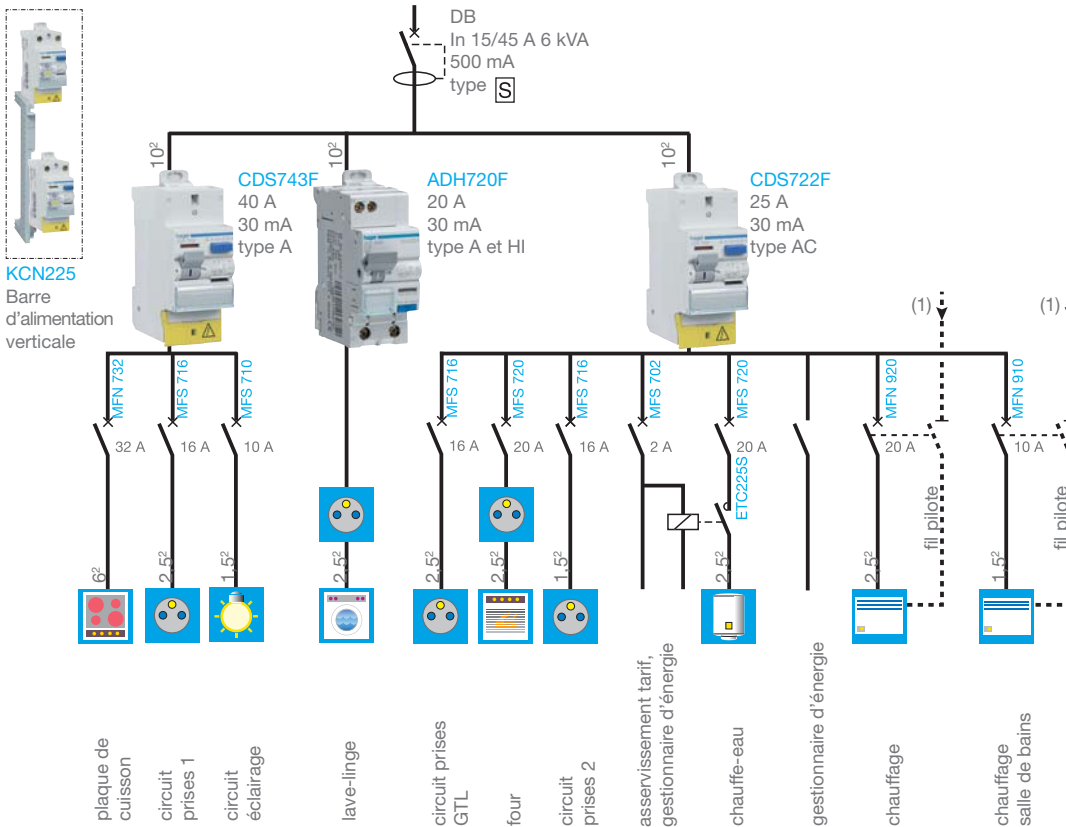 DB
In 15/45 A 6 kVA
500 mA
type S
10²
10²
10²
CDS743F
40 A
30 mA
type A
ADH720F
20 A
30 mA
type A et HI
CDS722F
25 A
30 mA
type AC
KCN225
Barre
d'alimentation
verticale
(1)
(1)
MFN 732
MFS 716
MFS 710
MFS 716
MFS 720
MFS 716
MFS 702
MFS 720
MFN 920
MFN 910
32 A
16 A
10 A
16 A
20 A
16 A
2 A
20 A
20 A
10 A
ETC225S
fil pilote
fil pilote
6²
2,5²
1,5²
2,5²
2,5²
2,5²
1,5²
2,5²
2,5²
1,5²
plaque de
cuisson
circuit
prises 1
circuit
éclairage
lave-linge
circuit prises
GTL
four
circuit
prises 2
asservissement tarif,
gestionnaire d'énergie
chauffe-eau
gestionnaire d'énergie
chauffage
chauffage
salle de bains